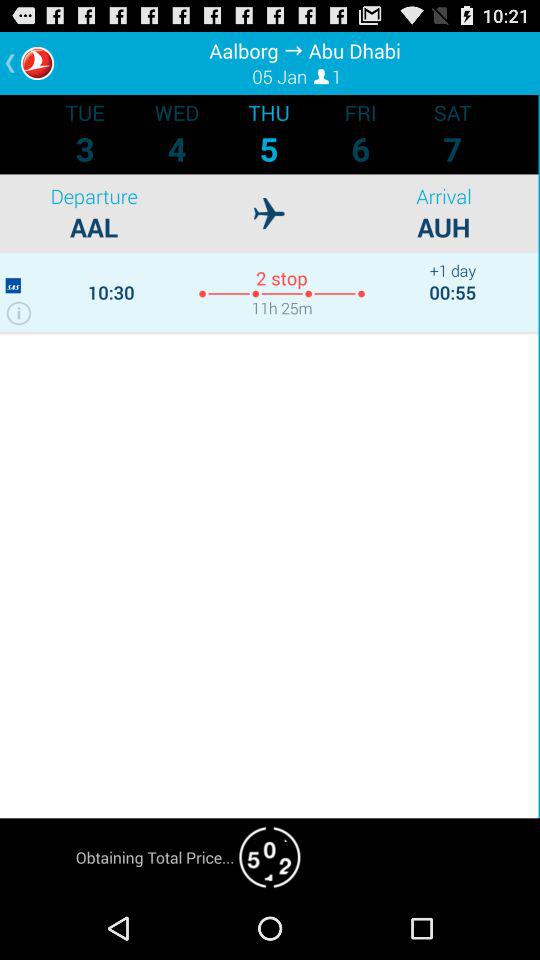 10:21
Aalborg → Abu Dhabi
05 Jan 1
TUE WED THU FRI SAT
3 4 5 6 7
Departure Arrival
AAL AUH
+1 day
2 stop
SAS 10:30 00:55
i 11h 25m
Obtaining Total Price... 5 0 2